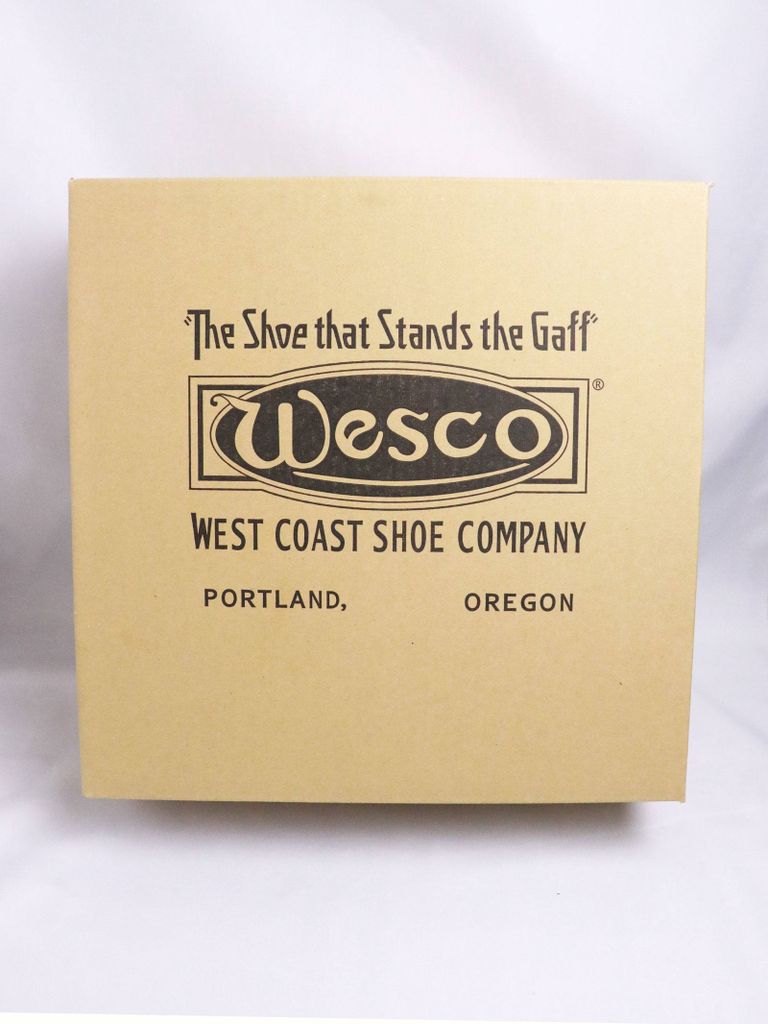 "The Shoe that Stands the Gaff"
Wesco®
WEST COAST SHOE COMPANY
PORTLAND, OREGON